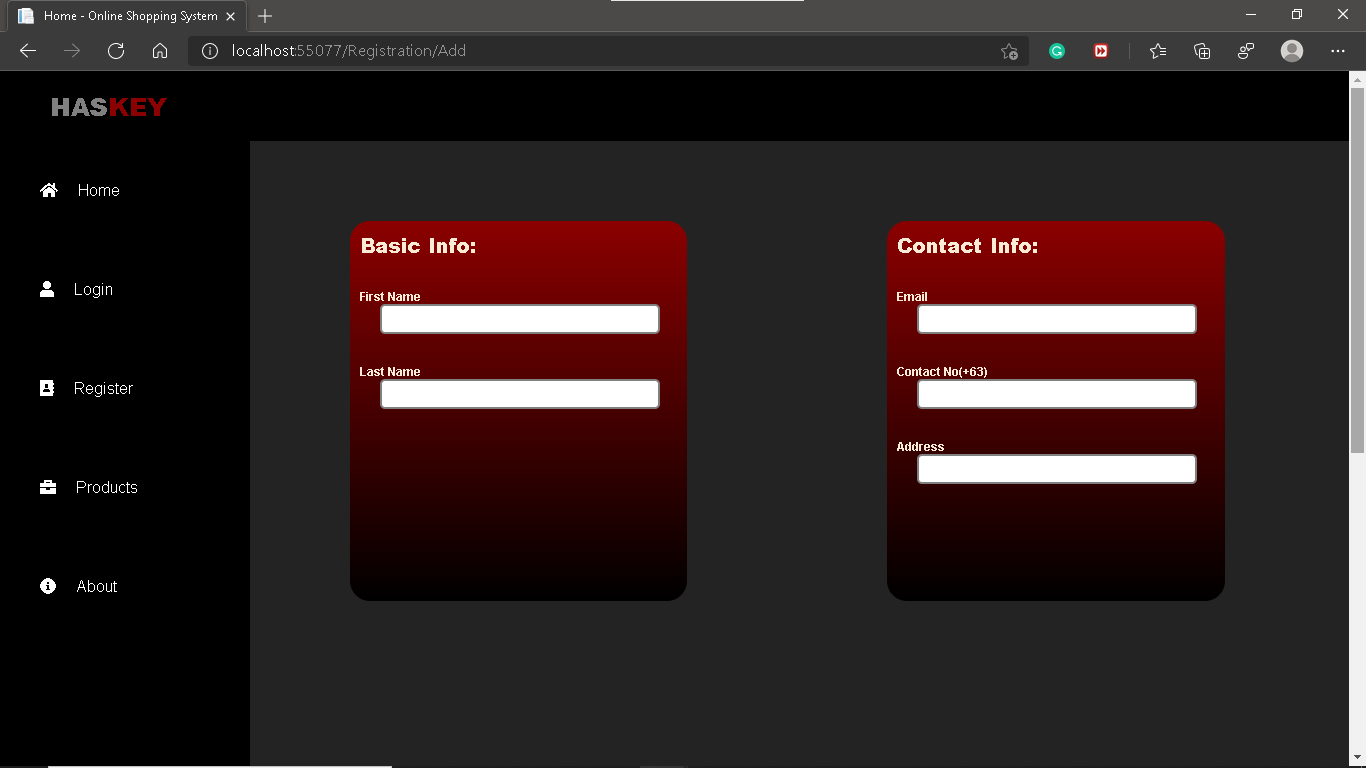 Home - Online Shopping System
localhost:55077/Registration/Add
HASKEY
Home
Login
Register
Products
About
Basic Info:
First Name
Last Name
Contact Info:
Email
Contact No(+63)
Address